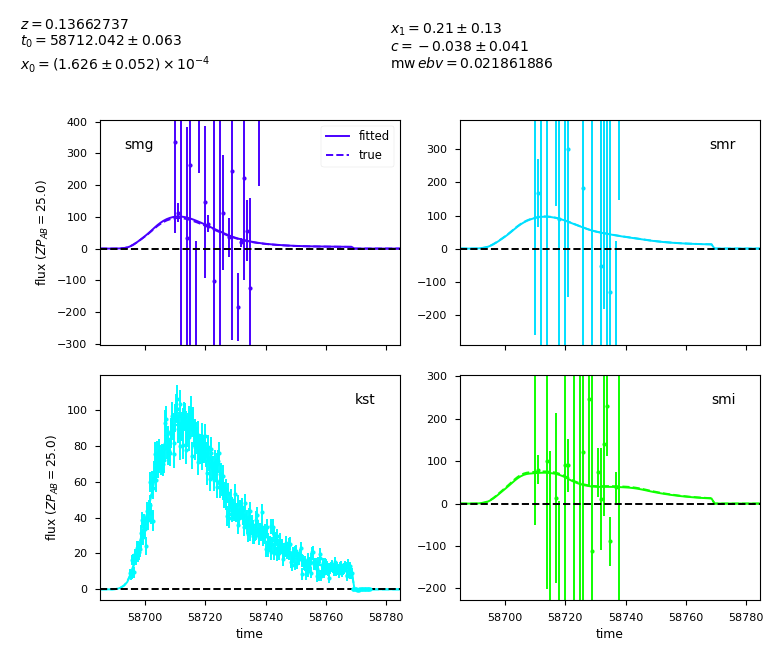 z = 0.13662737
t₀ = 58712.042 ± 0.063
x₀ = (1.626 ± 0.052) × 10⁻⁴
x₁ = 0.21 ± 0.13
c = −0.038 ± 0.041
mw ebv = 0.021861886
smg
fitted
true
400
300
200
100
0
−100
−200
−300
flux (ZP_AB = 25.0)
smr
300
200
100
0
−100
−200
kst
100
80
60
40
20
0
flux (ZP_AB = 25.0)
58700 58720 58740 58760 58780
time
smi
300
200
100
0
−100
−200
58700 58720 58740 58760 58780
time